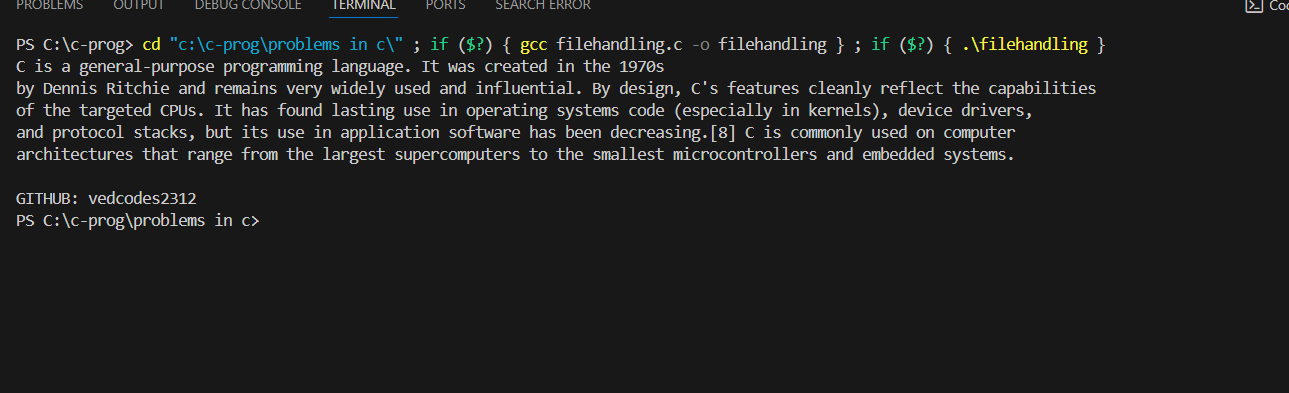 PROBLEMS OUTPUT DEBUG CONSOLE TERMINAL PORTS SEARCH ERROR
PS C:\c-prog> cd "c:\c-prog\problems in c\" ; if ($?) { gcc filehandling.c -o filehandling } ; if ($?) { .\filehandling }
C is a general-purpose programming language. It was created in the 1970s
by Dennis Ritchie and remains very widely used and influential. By design, C's features cleanly reflect the capabilities
of the targeted CPUs. It has found lasting use in operating systems code (especially in kernels), device drivers,
and protocol stacks, but its use in application software has been decreasing.[8] C is commonly used on computer
architectures that range from the largest supercomputers to the smallest microcontrollers and embedded systems.
GITHUB: vedcodes2312
PS C:\c-prog\problems in c>